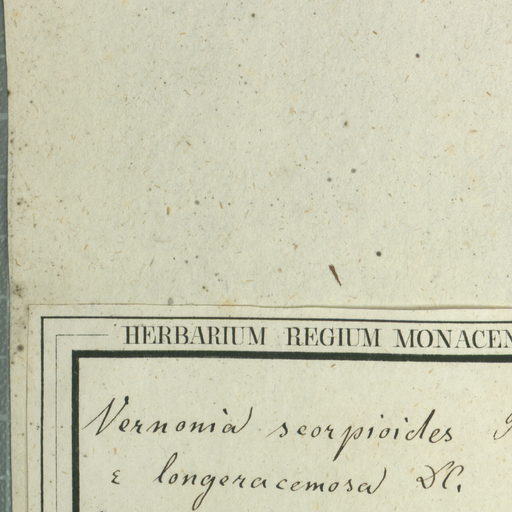 HERBARIUM REGIUM MONACEN
Vernonia scorpioides P
ε longeracemosa DC.